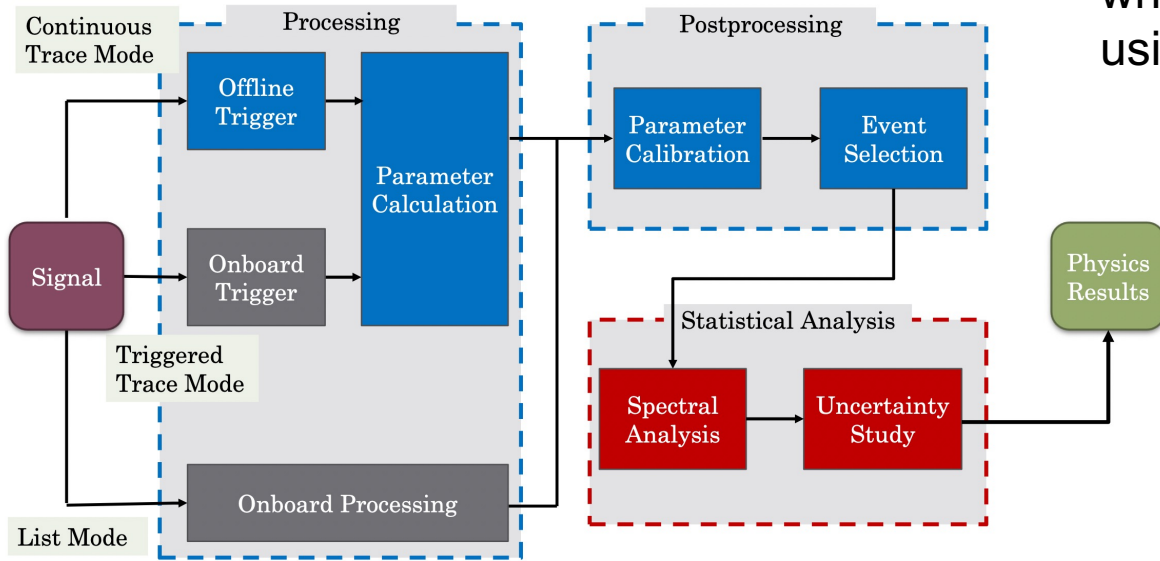 Continuous
Trace Mode
Processing
Offline
Trigger
Parameter
Calculation
Signal
Onboard
Trigger
Triggered
Trace Mode
Onboard Processing
List Mode
Postprocessing
Parameter
Calibration
Event
Selection
Statistical Analysis
Spectral
Analysis
Uncertainty
Study
Physics
Results